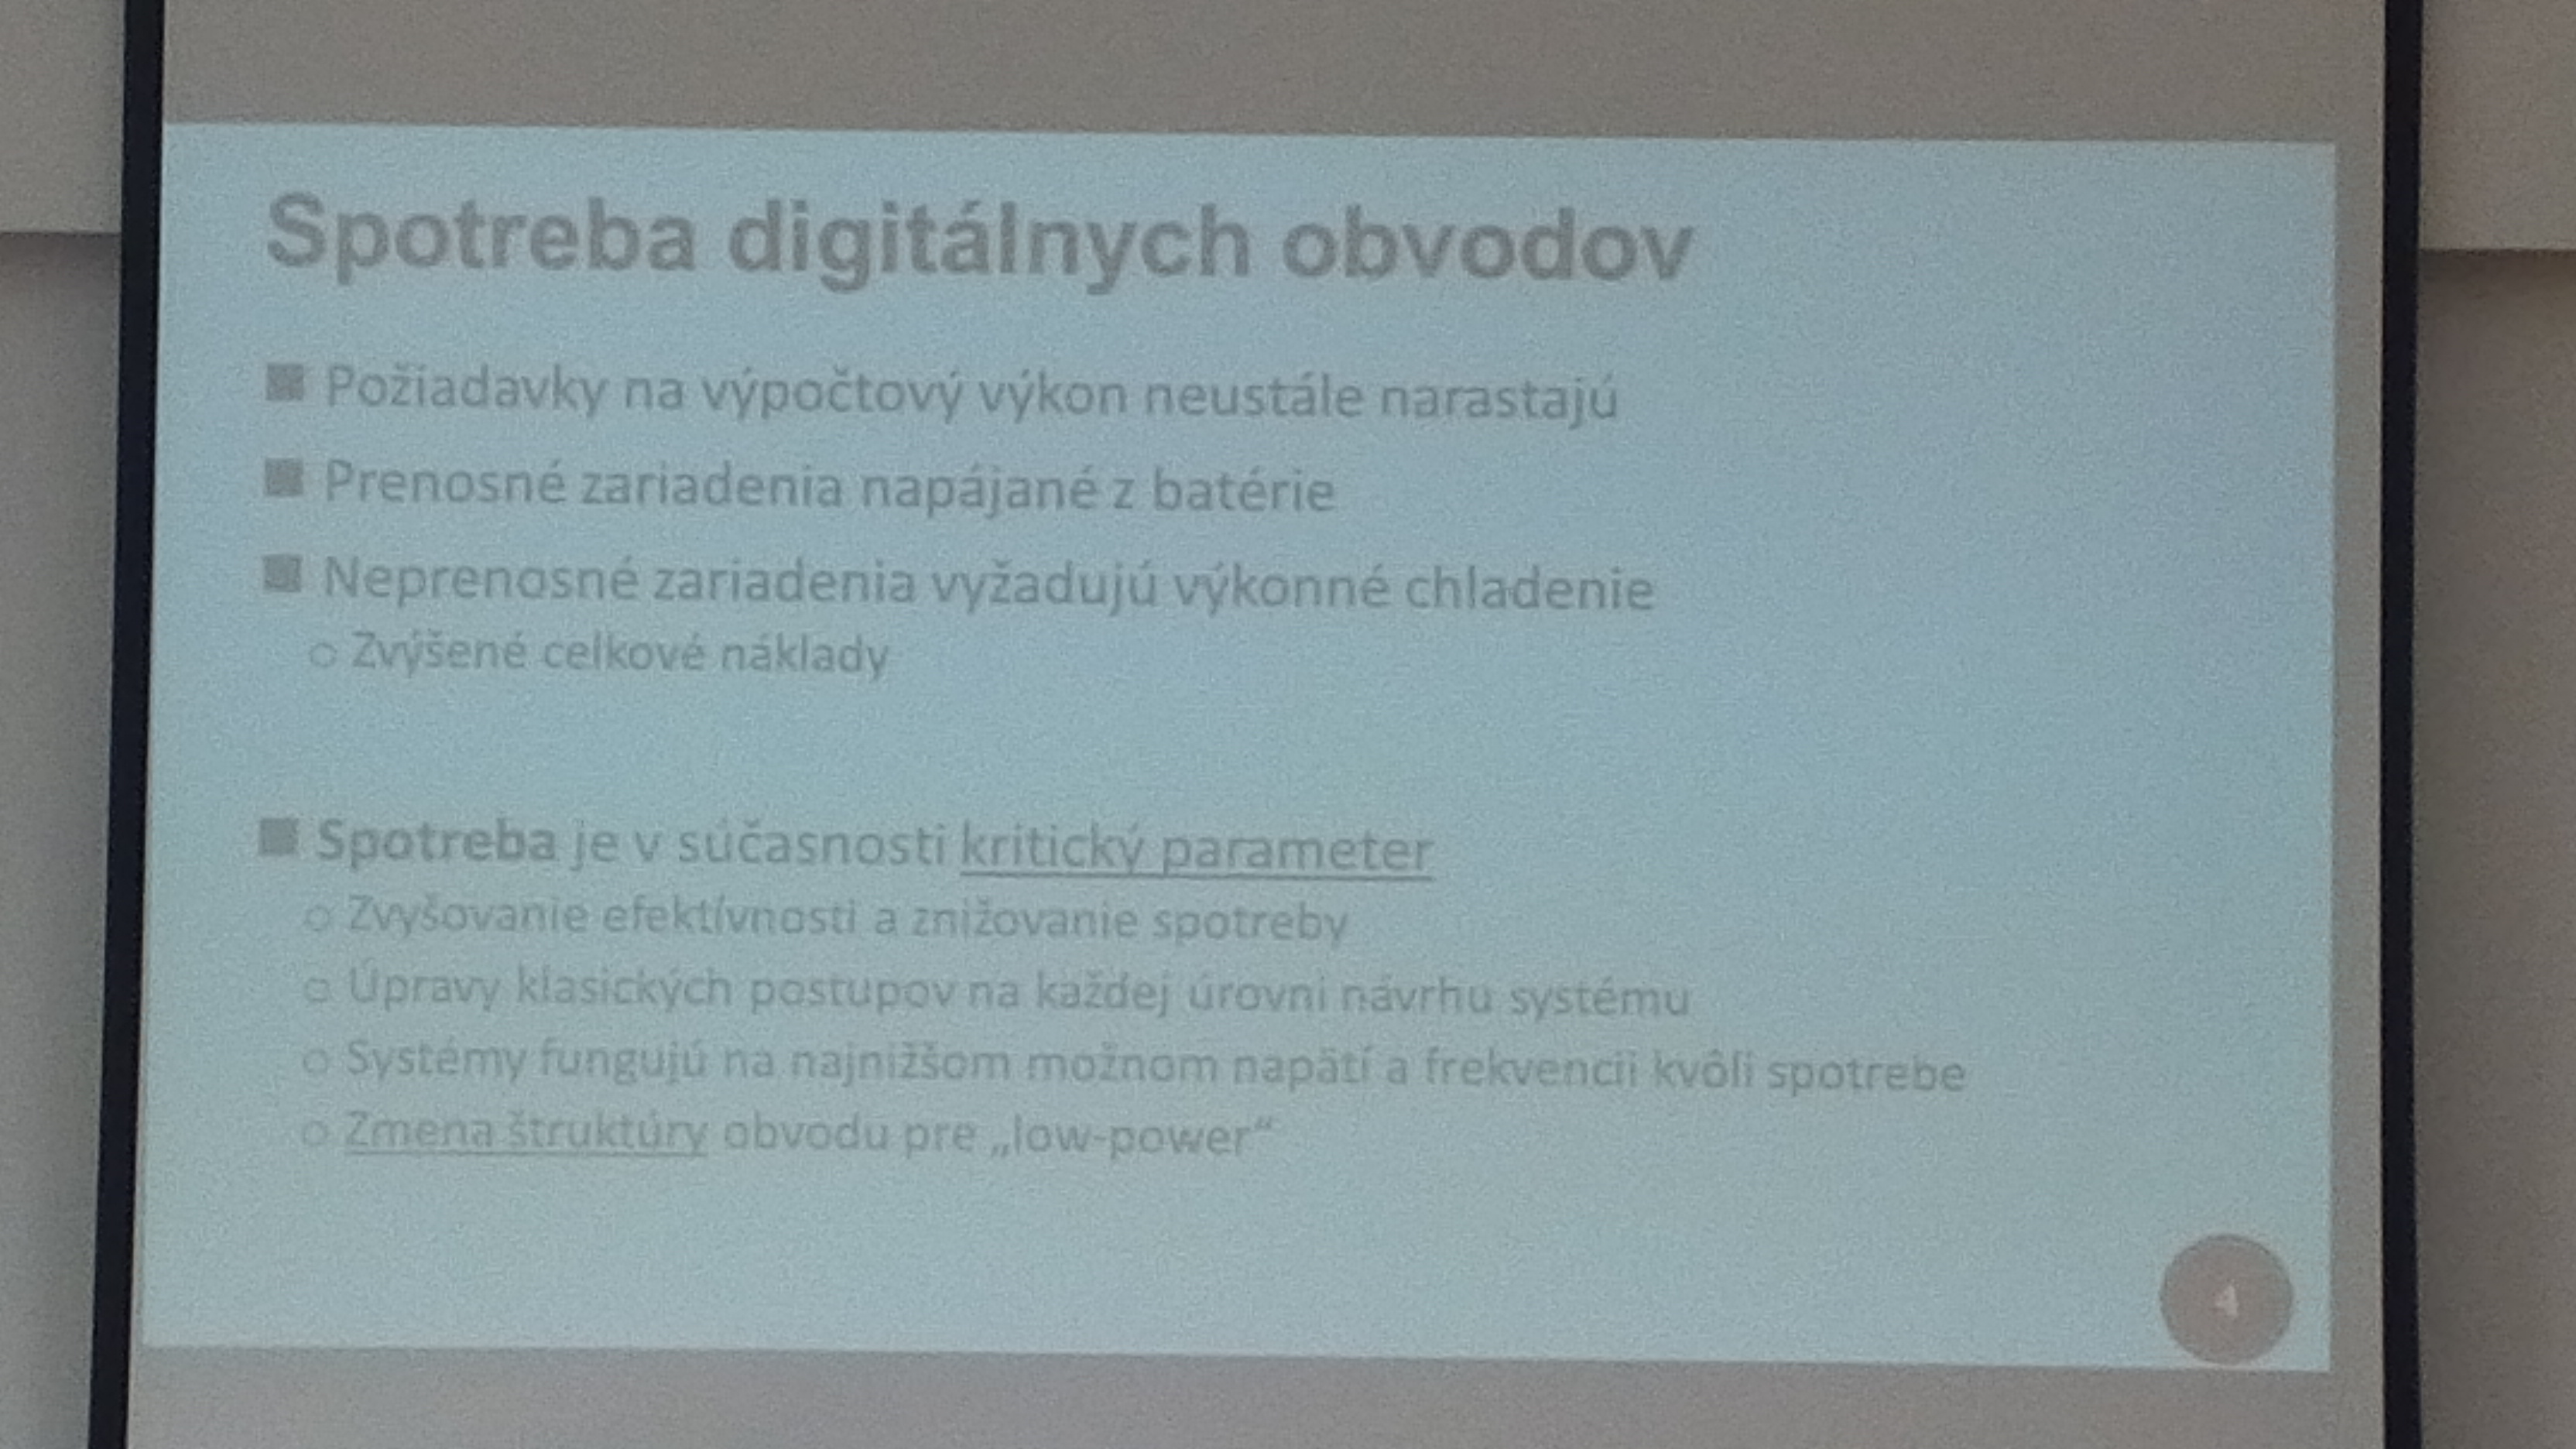 Spotreba digitálnych obvodov
■ Požiadavky na výpočtový výkon neustále narastajú
■ Prenosné zariadenia napájané z batérie
■ Neprenosné zariadenia vyžadujú výkonné chladenie
○ Zvýšené celkové náklady
■ Spotreba je v súčasnosti kritický parameter
○ Zvyšovanie efektívnosti a znižovanie spotreby
○ Úpravy klasických postupov na každej úrovni návrhu systému
○ Systémy fungujú na najnižšom možnom napätí a frekvencii kvôli spotrebe
○ Zmena štruktúry obvodu pre „low-power“
4